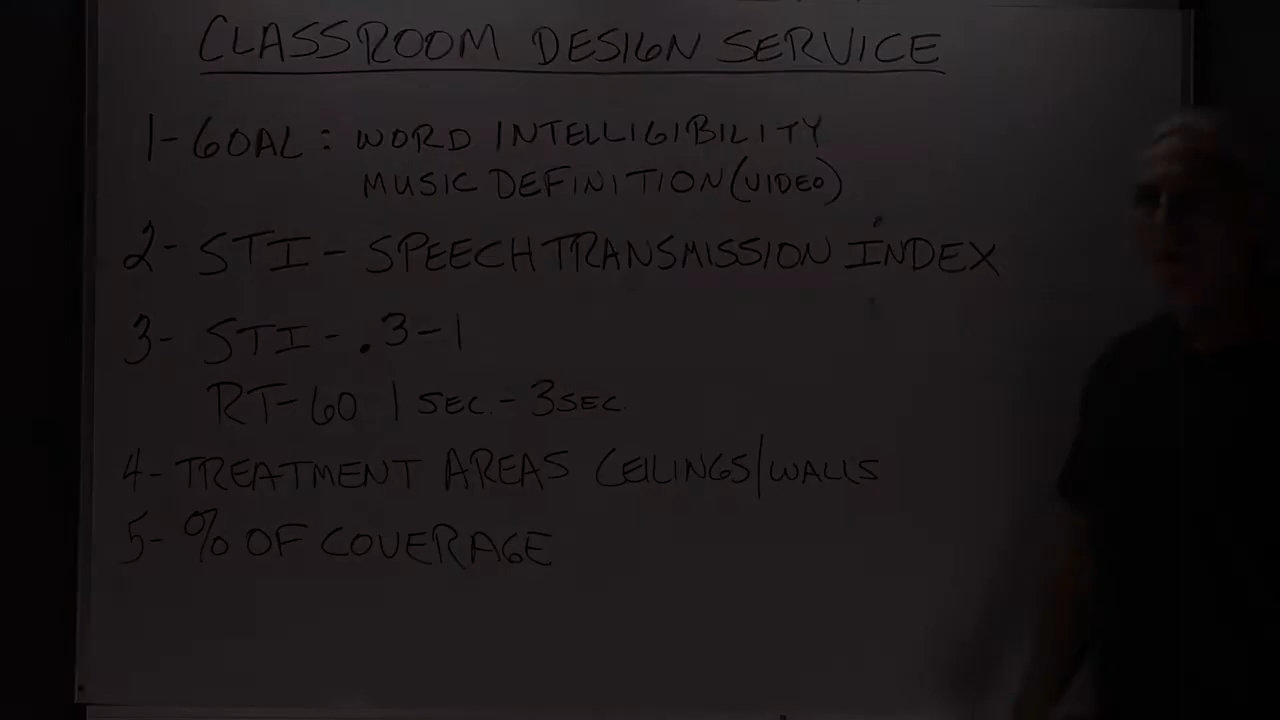 CLASSROOM DESIGN SERVICE
1- GOAL: WORD INTELLIGIBILITY
MUSIC DEFINITION (VIDEO)
2- STI - SPEECH TRANSMISSION INDEX
3- STI - .3-1
RT-60 1 SEC. - 3 SEC.
4- TREATMENT AREAS CEILINGS/WALLS
5- % OF COVERAGE